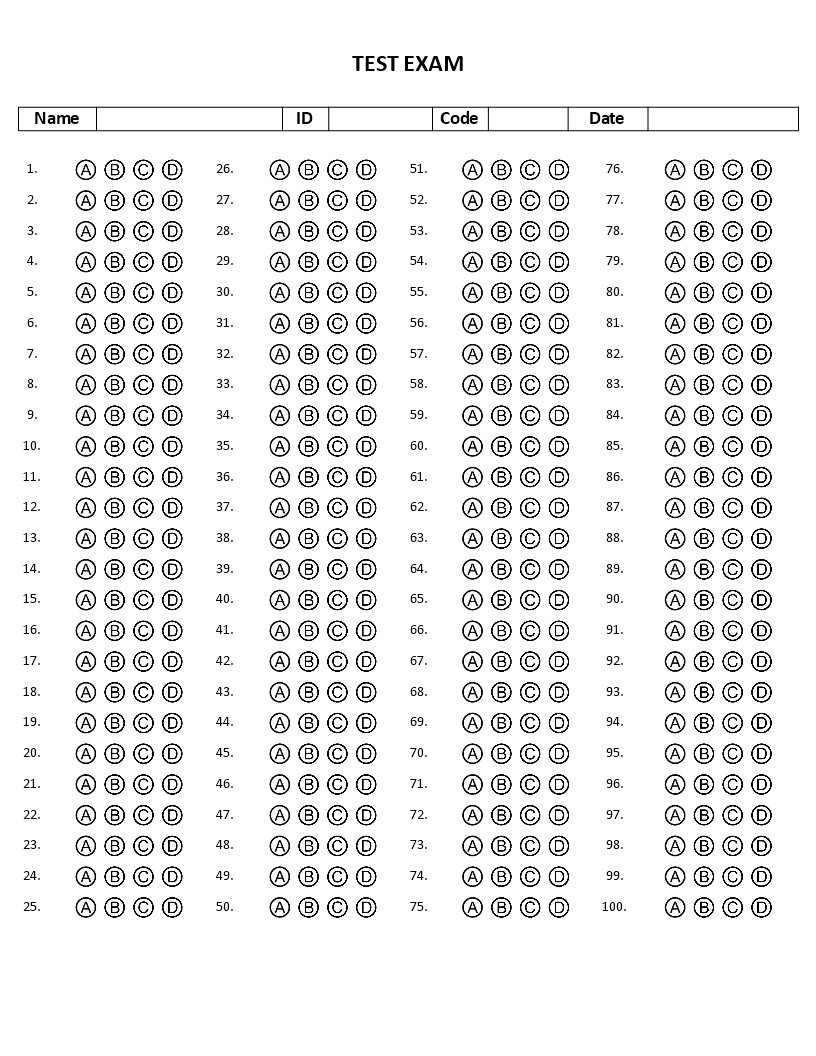 TEST EXAM
Name ID Code Date
1. A B C D 26. A B C D 51. A B C D 76. A B C D
2. A B C D 27. A B C D 52. A B C D 77. A B C D
3. A B C D 28. A B C D 53. A B C D 78. A B C D
4. A B C D 29. A B C D 54. A B C D 79. A B C D
5. A B C D 30. A B C D 55. A B C D 80. A B C D
6. A B C D 31. A B C D 56. A B C D 81. A B C D
7. A B C D 32. A B C D 57. A B C D 82. A B C D
8. A B C D 33. A B C D 58. A B C D 83. A B C D
9. A B C D 34. A B C D 59. A B C D 84. A B C D
10. A B C D 35. A B C D 60. A B C D 85. A B C D
11. A B C D 36. A B C D 61. A B C D 86. A B C D
12. A B C D 37. A B C D 62. A B C D 87. A B C D
13. A B C D 38. A B C D 63. A B C D 88. A B C D
14. A B C D 39. A B C D 64. A B C D 89. A B C D
15. A B C D 40. A B C D 65. A B C D 90. A B C D
16. A B C D 41. A B C D 66. A B C D 91. A B C D
17. A B C D 42. A B C D 67. A B C D 92. A B C D
18. A B C D 43. A B C D 68. A B C D 93. A B C D
19. A B C D 44. A B C D 69. A B C D 94. A B C D
20. A B C D 45. A B C D 70. A B C D 95. A B C D
21. A B C D 46. A B C D 71. A B C D 96. A B C D
22. A B C D 47. A B C D 72. A B C D 97. A B C D
23. A B C D 48. A B C D 73. A B C D 98. A B C D
24. A B C D 49. A B C D 74. A B C D 99. A B C D
25. A B C D 50. A B C D 75. A B C D 100. A B C D